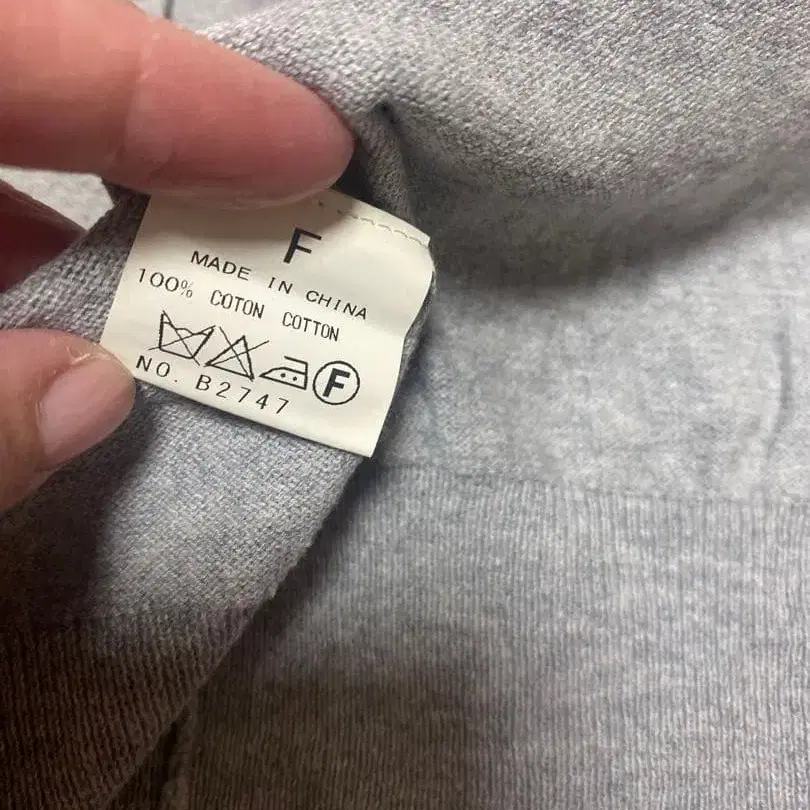 F
MADE IN CHINA
100% COTON COTTON
F
NO. B2747